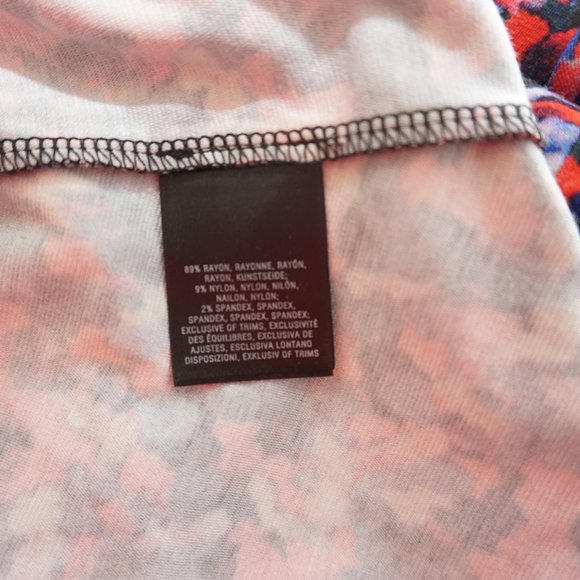 89% RAYON, RAYONNE, RAYÓN,
RAYON, KUNSTSEIDE;
9% NYLON, NYLON, NILÓN,
NAILON, NYLON;
2% SPANDEX, SPANDEX,
SPANDEX, SPANDEX, SPANDEX;
EXCLUSIVE OF TRIMS, EXCLUSIVITÉ
DES ÉQUILIBRES, EXCLUSIVA DE
AJUSTES, ESCLUSIVA LONTANO
DISPOSIZIONI, EXKLUSIV OF TRIMS